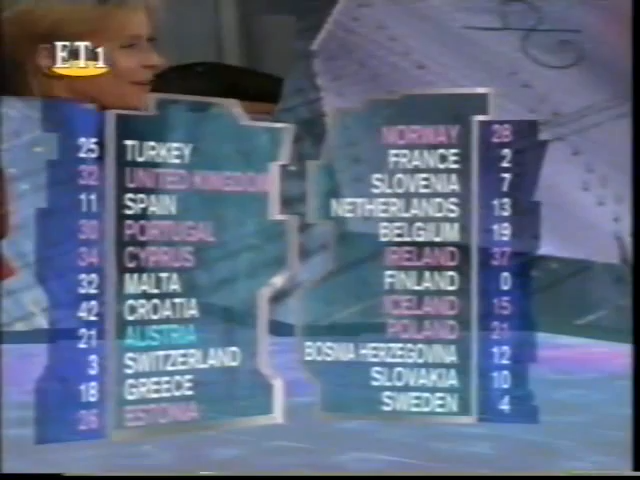 ET1
25 TURKEY
32 UNITED KINGDOM
11 SPAIN
30 PORTUGAL
34 CYPRUS
32 MALTA
42 CROATIA
21 AUSTRIA
3 SWITZERLAND
18 GREECE
26 ESTONIA
NORWAY 28
FRANCE 2
SLOVENIA 7
NETHERLANDS 13
BELGIUM 19
IRELAND 37
FINLAND 0
ICELAND 15
POLAND 21
BOSNIA HERZEGOVINA 12
SLOVAKIA 10
SWEDEN 4